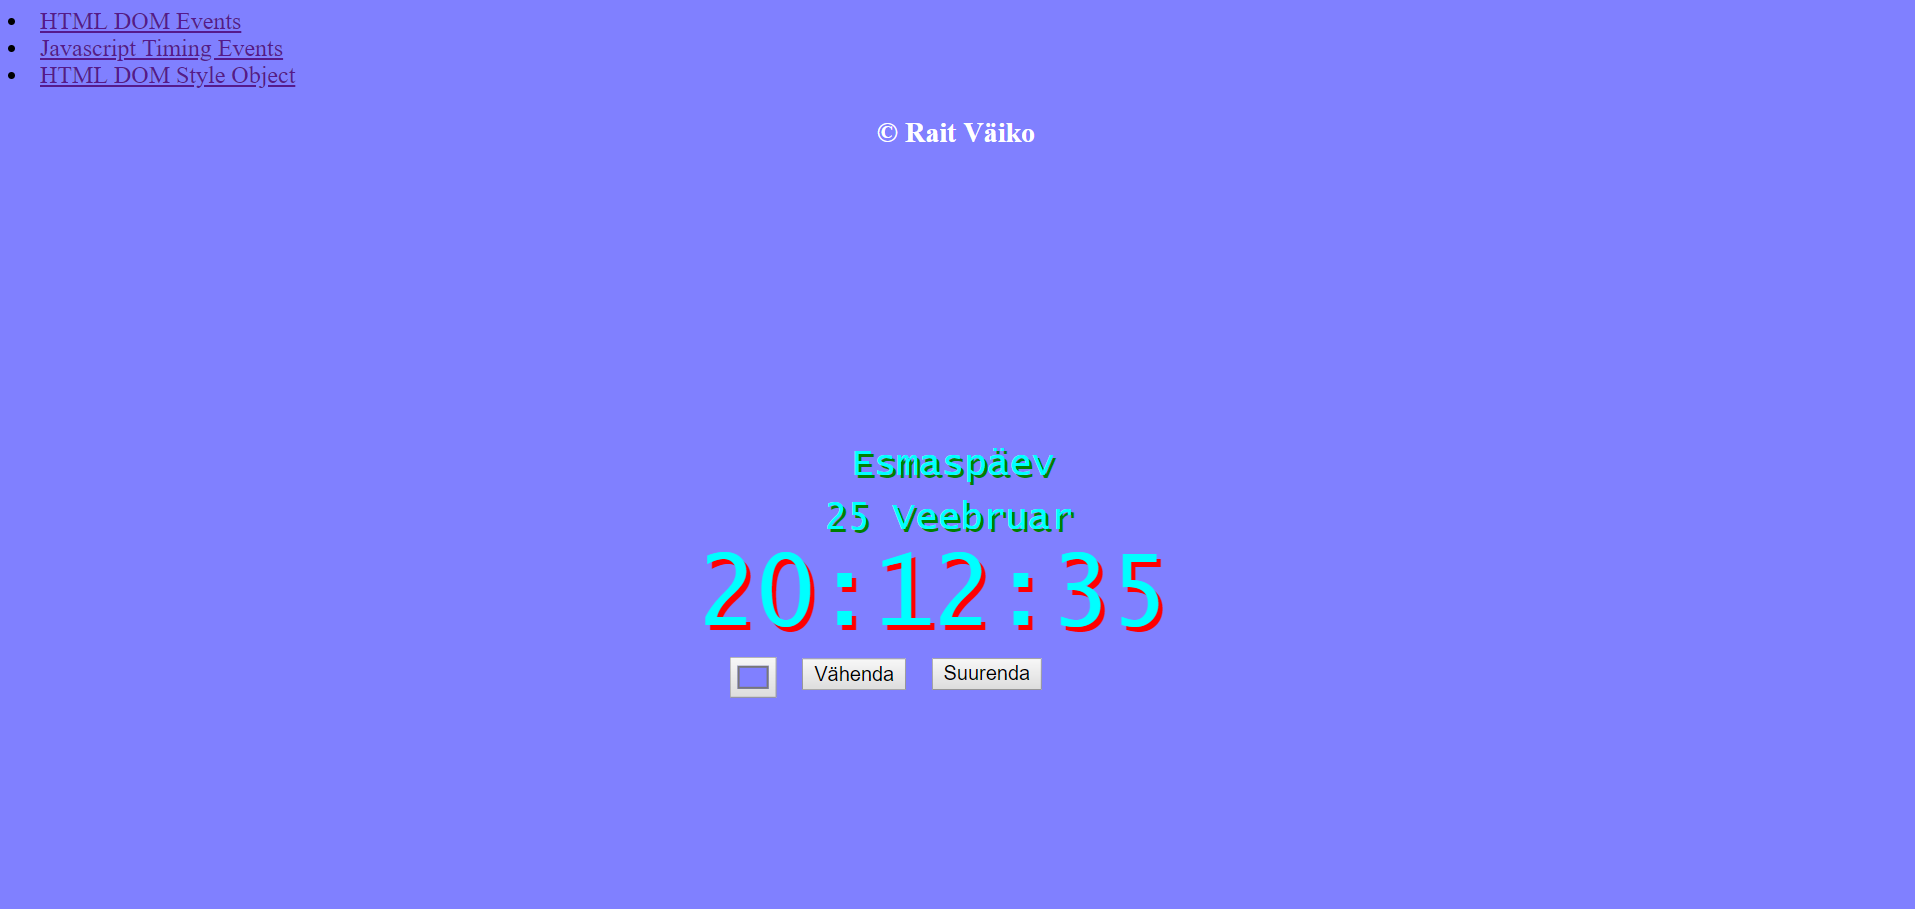 HTML DOM Events
Javascript Timing Events
HTML DOM Style Object
© Rait Väiko
Esmaspäev
25 Veebruar
20:12:35
Vähenda Suurenda